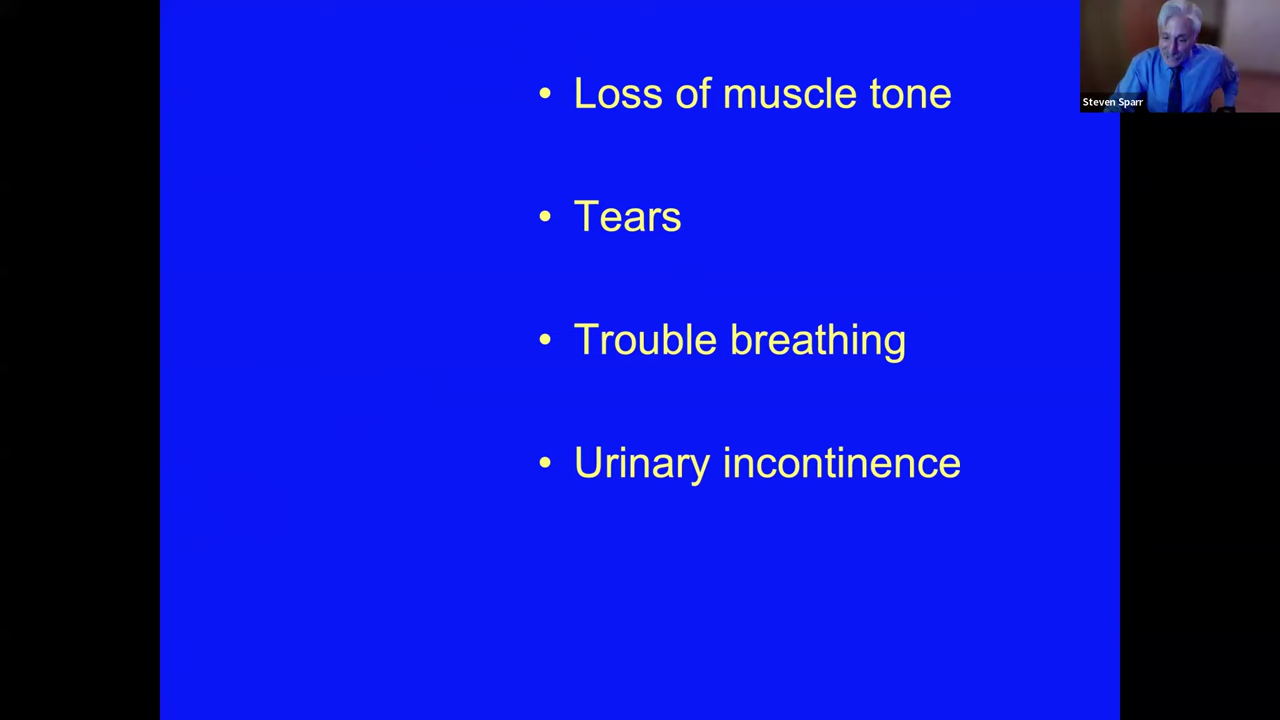 • Loss of muscle tone
Steven Sparr
• Tears
• Trouble breathing
• Urinary incontinence